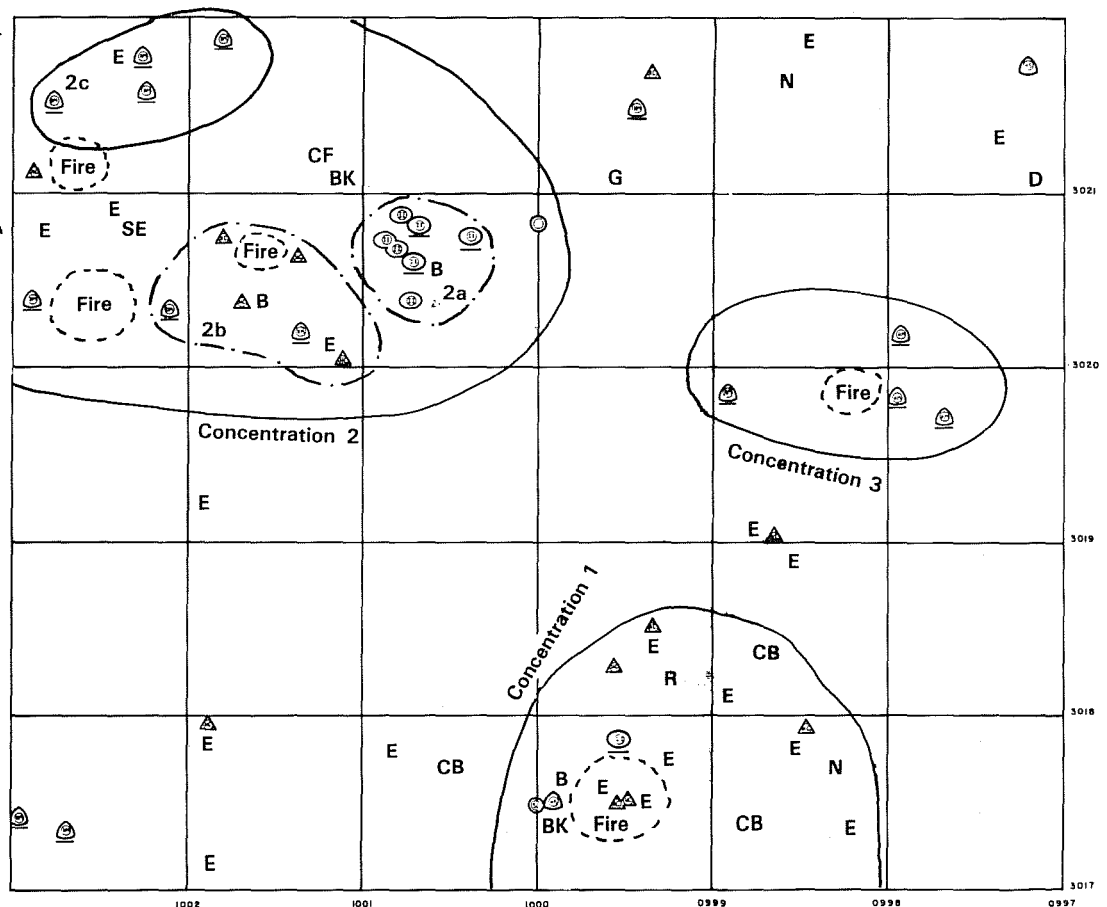 E
E
2c
N
CF
Fire
E
BK
G
D
3021
E
E
SE
Fire
B
2a
B
2b
E
Fire
3020
Fire
Concentration 2
Concentration 3
E
E
3019
E
Concentration 1
E
CB
R
E
3018
E
E
E
E
CB
N
B
E
E
BK
Fire
CB
E
E
3017
1002
1001
1000
0999
0998
0997